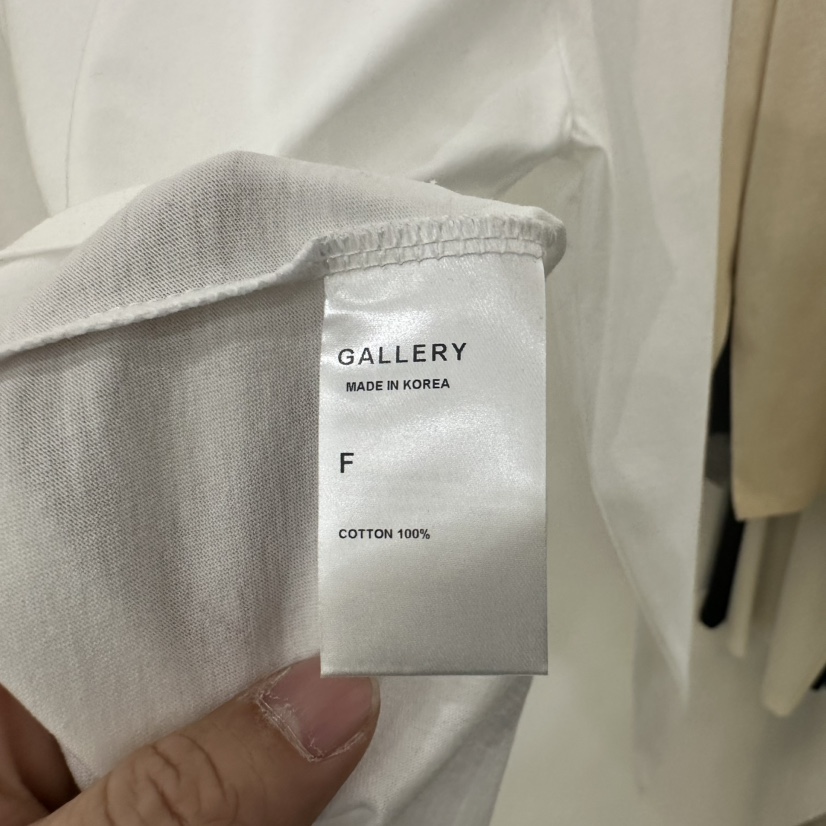 GALLERY
MADE IN KOREA
F
COTTON 100%